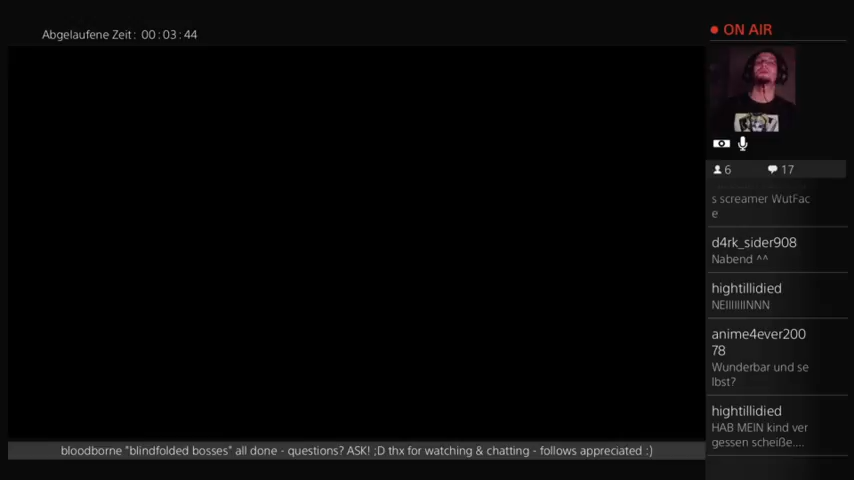 Abgelaufene Zeit: 00:03:44
ON AIR
6 17
s screamer WutFac
e
d4rk_sider908
Nabend ^^
hightillidied
NEIIIIIIINNN
anime4ever200
78
Wunderbar und se
lbst?
hightillidied
HAB MEIN kind ver
gessen scheiße....
bloodborne "blindfolded bosses" all done - questions? ASK! ;D thx for watching & chatting - follows appreciated :)